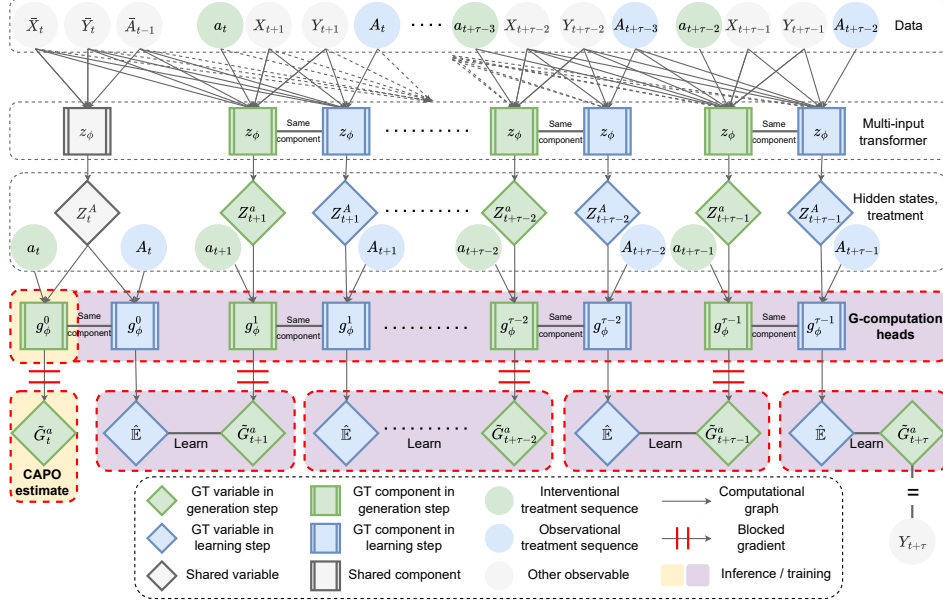 X̄_t Ȳ_t Ā_{t−1} a_t X_{t+1} Y_{t+1} A_t ···· a_{t+τ−3} X_{t+τ−2} Y_{t+τ−2} A_{t+τ−3} a_{t+τ−2} X_{t+τ−1} Y_{t+τ−1} A_{t+τ−2} Data
z_ϕ z_ϕ Same component z_ϕ ········· z_ϕ Same component z_ϕ z_ϕ Same component z_ϕ Multi-input
transformer
Z_t^A Z_{t+1}^a Z_{t+1}^A ········· Z_{t+τ−2}^a Z_{t+τ−2}^A Z_{t+τ−1}^a Z_{t+τ−1}^A Hidden states,
treatment
a_t A_t a_{t+1} A_{t+1} a_{t+τ−2} A_{t+τ−2} a_{t+τ−1} A_{t+τ−1}
g_ϕ^0 Same component g_ϕ^0 g_ϕ^1 Same component g_ϕ^1 g_ϕ^{τ−2} Same component g_ϕ^{τ−2} g_ϕ^{τ−1} Same component g_ϕ^{τ−1} G-computation
heads
G̃_t^a 𝔼̂ Learn G̃_{t+1}^a 𝔼̂ ········· Learn G̃_{t+τ−2}^a 𝔼̂ Learn G̃_{t+τ−1}^a 𝔼̂ Learn G̃_{t+τ}^a
CAPO
estimate
=
Y_{t+τ}
GT variable in
generation step
GT component in
generation step
Interventional
treatment sequence
Computational
graph
GT variable in
learning step
GT component in
learning step
Observational
treatment sequence
Blocked
gradient
Shared variable
Shared component
Other observable
Inference / training